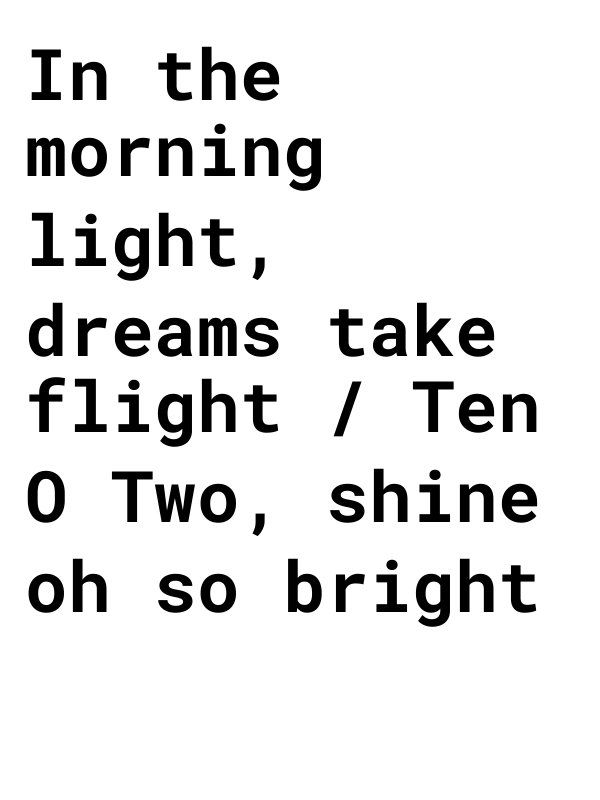 In the
morning
light,
dreams take
flight / Ten
O Two, shine
oh so bright